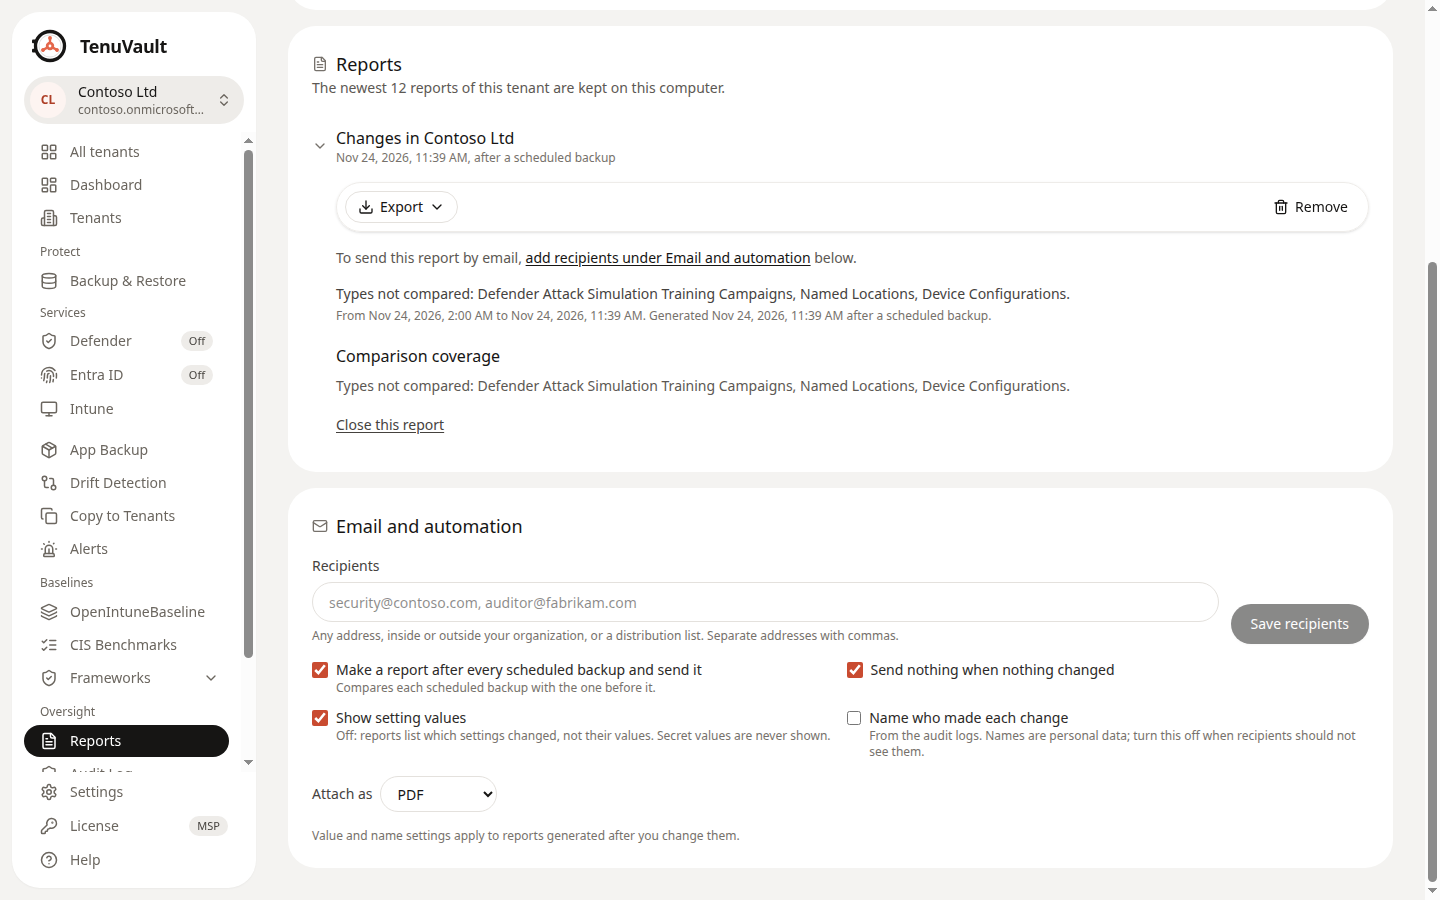 TenuVault
CL
Contoso Ltd
contoso.onmicrosoft...
All tenants
Dashboard
Tenants
Protect
Backup & Restore
Services
Defender Off
Entra ID Off
Intune
App Backup
Drift Detection
Copy to Tenants
Alerts
Baselines
OpenIntuneBaseline
CIS Benchmarks
Frameworks
Oversight
Reports
Audit Log
Settings
License MSP
Help
Reports
The newest 12 reports of this tenant are kept on this computer.
Changes in Contoso Ltd
Nov 24, 2026, 11:39 AM, after a scheduled backup
Export
Remove
To send this report by email, add recipients under Email and automation below.
Types not compared: Defender Attack Simulation Training Campaigns, Named Locations, Device Configurations.
From Nov 24, 2026, 2:00 AM to Nov 24, 2026, 11:39 AM. Generated Nov 24, 2026, 11:39 AM after a scheduled backup.
Comparison coverage
Types not compared: Defender Attack Simulation Training Campaigns, Named Locations, Device Configurations.
Close this report
Email and automation
Recipients
security@contoso.com, auditor@fabrikam.com
Save recipients
Any address, inside or outside your organization, or a distribution list. Separate addresses with commas.
Make a report after every scheduled backup and send it
Compares each scheduled backup with the one before it.
Send nothing when nothing changed
Show setting values
Off: reports list which settings changed, not their values. Secret values are never shown.
Name who made each change
From the audit logs. Names are personal data; turn this off when recipients should not
see them.
Attach as PDF
Value and name settings apply to reports generated after you change them.